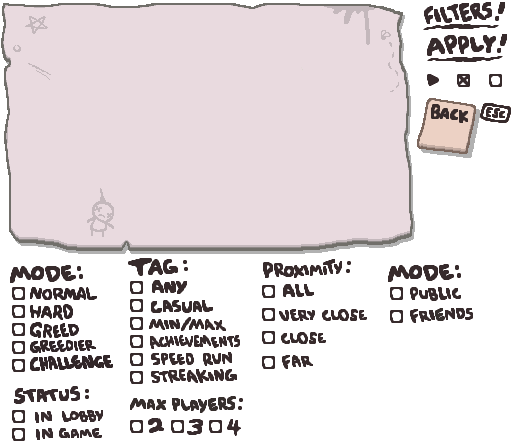 FILTERS!
APPLY!
BACK
ESC
MODE:
NORMAL
HARD
GREED
GREEDIER
CHALLENGE
STATUS:
IN LOBBY
IN GAME
TAG:
ANY
CASUAL
MIN/MAX
ACHIEVEMENTS
SPEED RUN
STREAKING
MAX PLAYERS:
2 3 4
PROXIMITY:
ALL
VERY CLOSE
CLOSE
FAR
MODE:
PUBLIC
FRIENDS